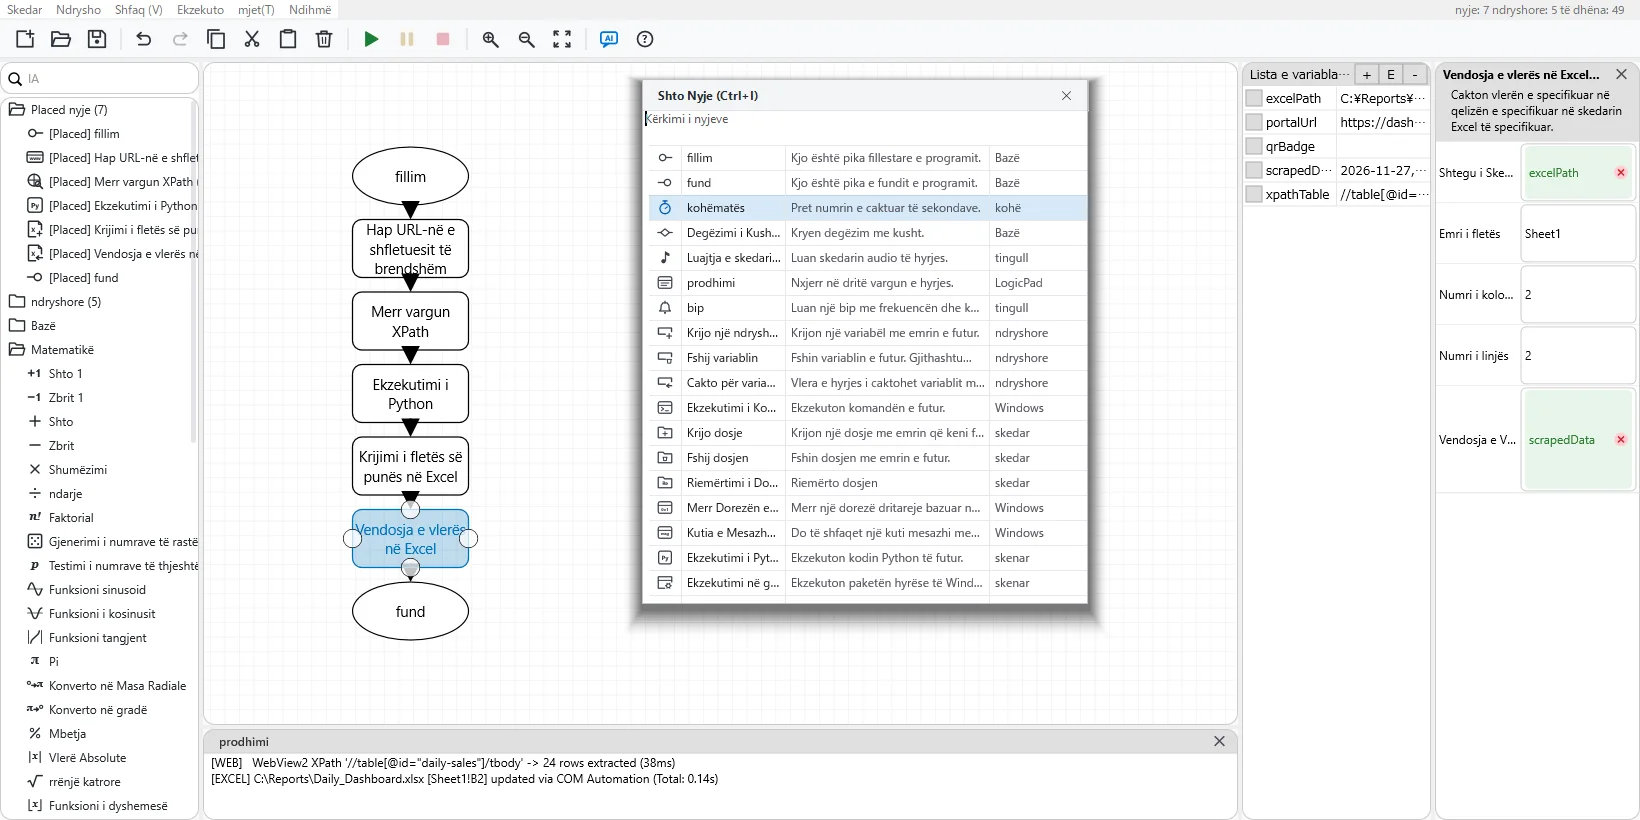 Skedar Ndrysho Shfaq (V) Ekzekuto mjet(T) Ndihmë
nyje: 7 ndryshore: 5 të dhëna: 49
AI
IA
Placed nyje (7)
[Placed] fillim
[Placed] Hap URL-në e shflet
[Placed] Merr vargun XPath (
[Placed] Ekzekutimi i Python
[Placed] Krijimi i fletës së pu
[Placed] Vendosja e vlerës në
[Placed] fund
ndryshore (5)
Bazë
Matematikë
+1 Shto 1
−1 Zbrit 1
Shto
Zbrit
Shumëzimi
ndarje
n! Faktorial
Gjenerimi i numrave të rastë
p Testimi i numrave të thjeshtë
Funksioni sinusoid
Funksioni i kosinusit
Funksioni tangjent
π Pi
Konverto në Masa Radiale
Konverto në gradë
% Mbetja
|x| Vlerë Absolute
rrënjë katrore
Funksioni i dyshemesë
fillim
Hap URL-në e
shfletuesit të
brendshëm
Merr vargun
XPath
Ekzekutimi i
Python
Krijimi i fletës së
punës në Excel
Vendosja e vlerës
në Excel
fund
Shto Nyje (Ctrl+I)
Kërkimi i nyjeve
fillim Kjo është pika fillestare e programit. Bazë
fund Kjo është pika e fundit e programit. Bazë
kohëmatës Pret numrin e caktuar të sekondave. kohë
Degëzimi i Kush... Kryen degëzim me kusht. Bazë
Luajtja e skedari... Luan skedarin audio të hyrjes. tingull
prodhimi Nxjerr në dritë vargun e hyrjes. LogicPad
bip Luan një bip me frekuencën dhe k... tingull
Krijo një ndrysh... Krijon një variabël me emrin e futur. ndryshore
Fshij variablin Fshin variablin e futur. Gjithashtu... ndryshore
Cakto për varia... Vlera e hyrjes i caktohet variablit m... ndryshore
Ekzekutimi i Ko... Ekzekuton komandën e futur. Windows
Krijo dosje Krijon një dosje me emrin që keni f... skedar
Fshij dosjen Fshin dosjen me emrin e futur. skedar
Riemërtimi i Do... Riemërto dosjen skedar
Merr Dorezën e... Merr një dorezë dritareje bazuar n... Windows
Kutia e Mesazh... Do të shfaqet një kuti mesazhi me... Windows
Ekzekutimi i Pyt... Ekzekuton kodin Python të futur. skenar
Ekzekutimi në g... Ekzekuton paketën hyrëse të Wind... skenar
prodhimi
[WEB] WebView2 XPath '//table[@id="daily-sales"]/tbody' -> 24 rows extracted (38ms)
[EXCEL] C:\Reports\Daily_Dashboard.xlsx [Sheet1!B2] updated via COM Automation (Total: 0.14s)
Lista e variabla··· + E -
excelPath C:¥Reports¥···
portalUrl https://dash···
qrBadge
scrapedD··· 2026-11-27,···
xpathTable //table[@id=···
Vendosja e vlerës në Excel...
Cakton vlerën e specifikuar në
qelizën e specifikuar në skedarin
Excel të specifikuar.
Shtegu i Ske... excelPath
Emri i fletës Sheet1
Numri i kolo... 2
Numri i linjës 2
Vendosja e V... scrapedData